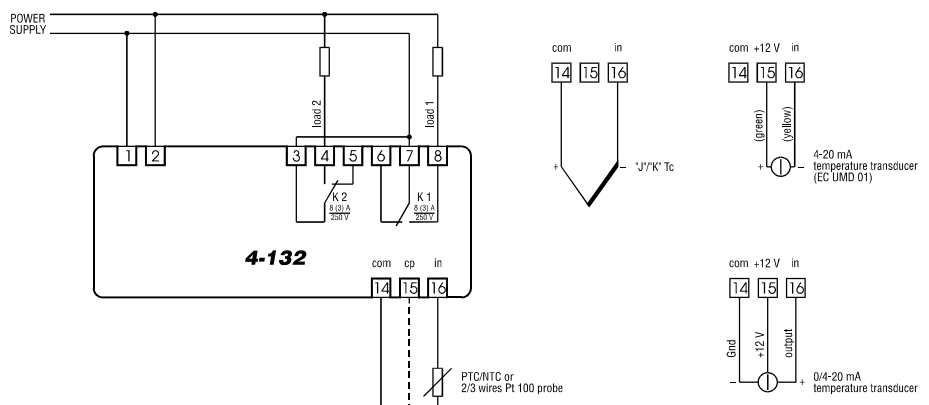 POWER
SUPPLY
load 2
load 1
1 2 3 4 5 6 7 8
K 2
8 (3) A
250 V
K 1
8 (3) A
250 V
4-132
com cp in
14 15 16
PTC/NTC or
2/3 wires Pt 100 probe
com in
14 15 16
+ − "J"/"K" Tc
com +12 V in
14 15 16
(green)
(yellow)
+ −
4-20 mA
temperature transducer
(EC UMD 01)
com +12 V in
14 15 16
Gnd
+12 V
output
− +
0/4-20 mA
temperature transducer